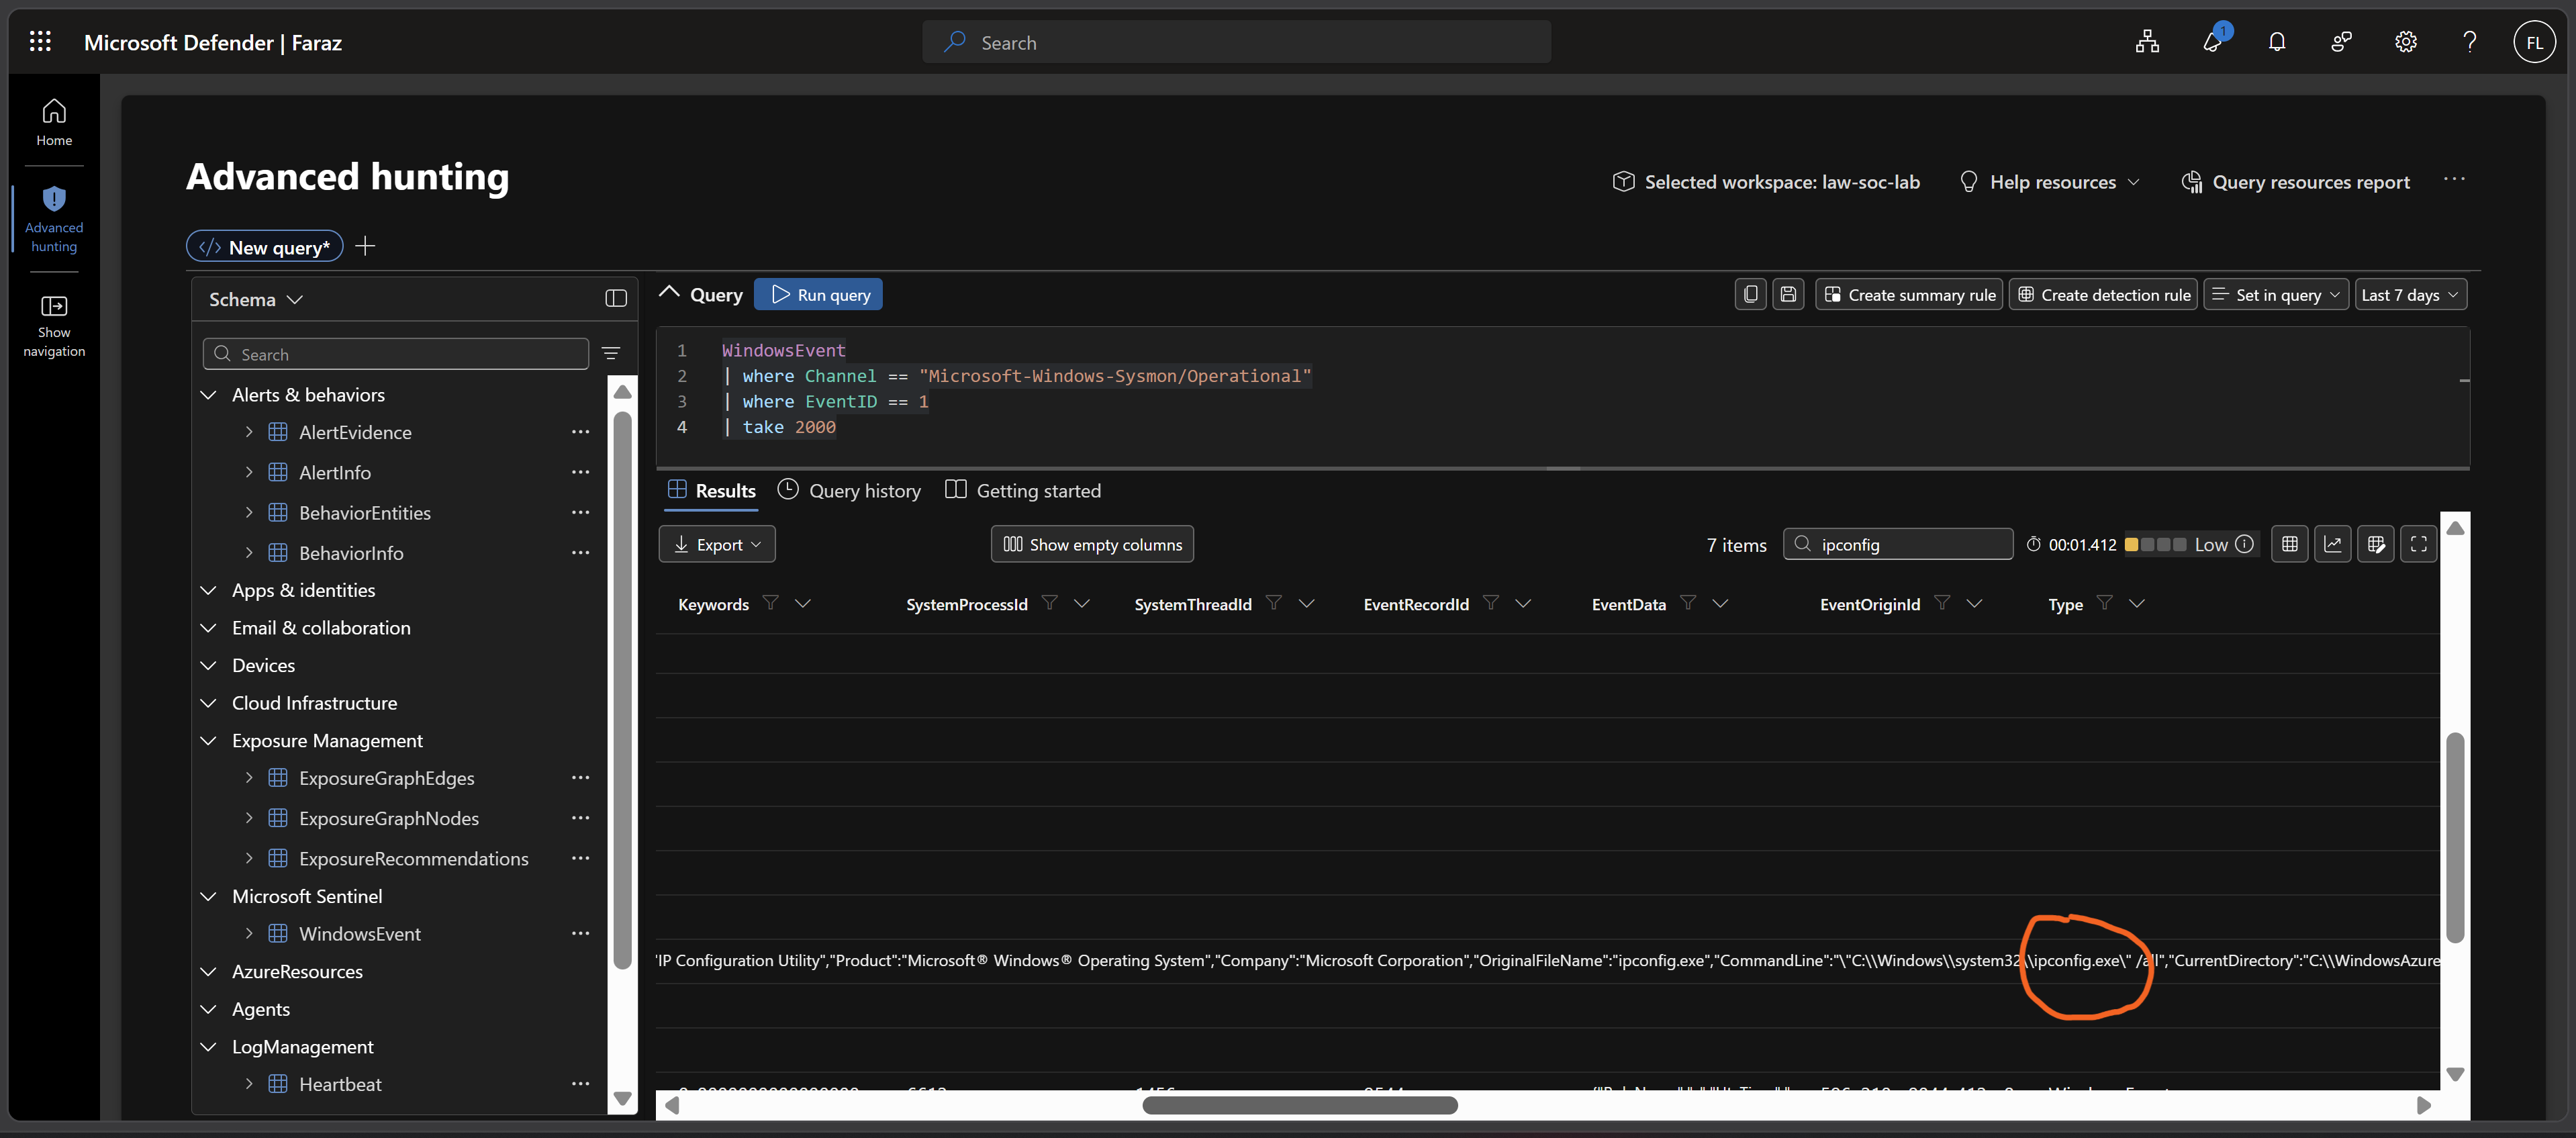 Microsoft Defender | Faraz
Search
1
FL
Home
Advanced hunting
Show navigation
Advanced hunting
Selected workspace: law-soc-lab
Help resources
Query resources report
</> New query*
Schema
Search
Alerts & behaviors
AlertEvidence
AlertInfo
BehaviorEntities
BehaviorInfo
Apps & identities
Email & collaboration
Devices
Cloud Infrastructure
Exposure Management
ExposureGraphEdges
ExposureGraphNodes
ExposureRecommendations
Microsoft Sentinel
WindowsEvent
AzureResources
Agents
LogManagement
Heartbeat
Query
Run query
Create summary rule
Create detection rule
Set in query
Last 7 days
1 WindowsEvent
2 | where Channel == "Microsoft-Windows-Sysmon/Operational"
3 | where EventID == 1
4 | take 2000
Results
Query history
Getting started
Export
Show empty columns
7 items
ipconfig
00:01.412
Low
Keywords SystemProcessId SystemThreadId EventRecordId EventData EventOriginId Type
"IP Configuration Utility","Product":"Microsoft® Windows® Operating System","Company":"Microsoft Corporation","OriginalFileName":"ipconfig.exe","CommandLine":"\"C:\\Windows\\system32\\ipconfig.exe\" /all","CurrentDirectory":"C:\\WindowsAzure